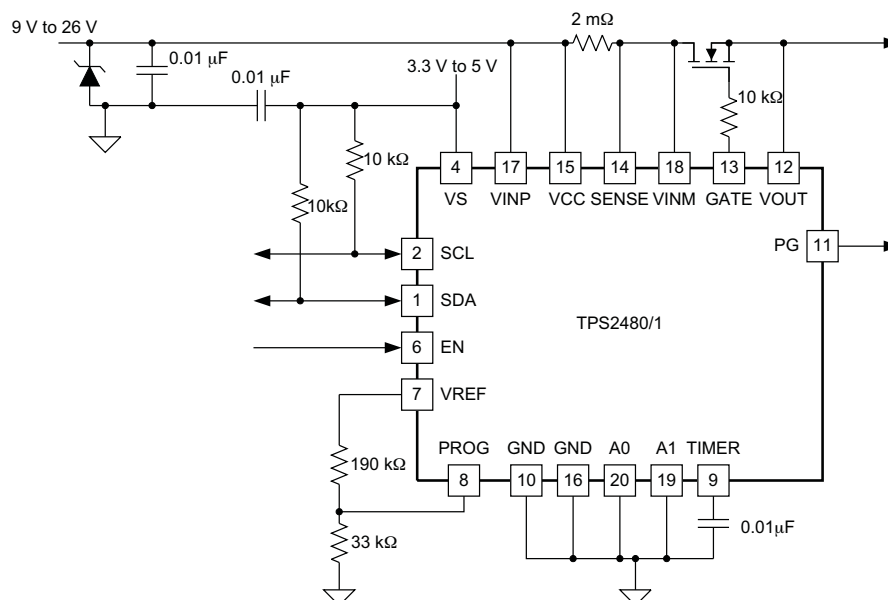 9 V to 26 V
2 mΩ
0.01 μF
0.01 μF
3.3 V to 5 V
10 kΩ
10 kΩ
10kΩ
4
17
15
14
18
13
12
VS
VINP
VCC
SENSE
VINM
GATE
VOUT
PG
11
2
SCL
1
SDA
TPS2480/1
6
EN
7
VREF
PROG
GND
GND
A0
A1
TIMER
190 kΩ
8
10
16
20
19
9
33 kΩ
0.01μF